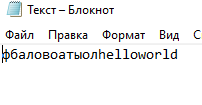 Текст – Блокнот
Файл Правка Формат Вид
фбаловоатыолhelloworld